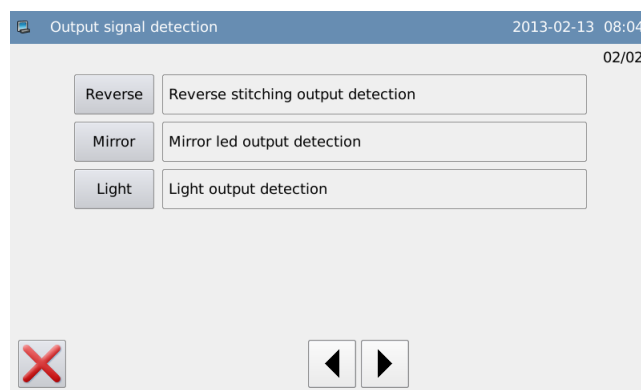 Output signal detection 2013-02-13 08:04
02/02
Reverse Reverse stitching output detection
Mirror Mirror led output detection
Light Light output detection